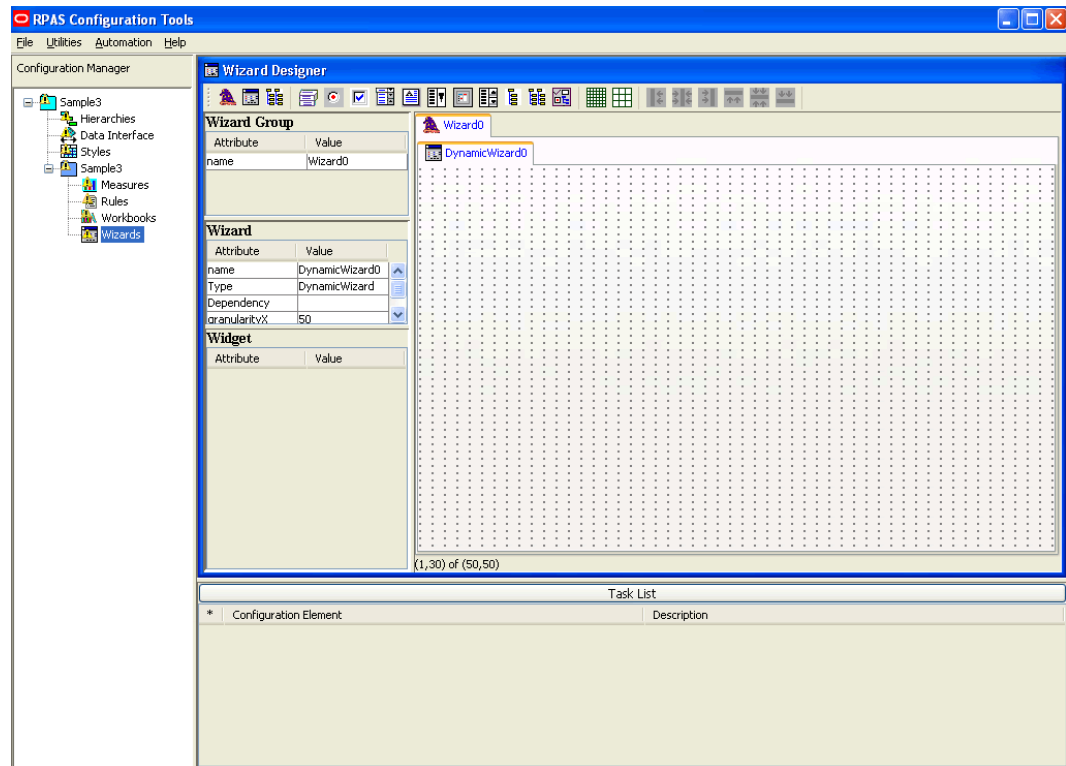 RPAS Configuration Tools
File Utilities Automation Help
Configuration Manager
Sample3
Hierarchies
Data Interface
Styles
Sample3
Measures
Rules
Workbooks
Wizards
Wizard Designer
Wizard Group
Attribute Value
name Wizard0
Wizard
Attribute Value
name DynamicWizard0
Type DynamicWizard
Dependency
granularityX 50
Widget
Attribute Value
Wizard0
DynamicWizard0
(1,30) of (50,50)
Task List
* Configuration Element Description